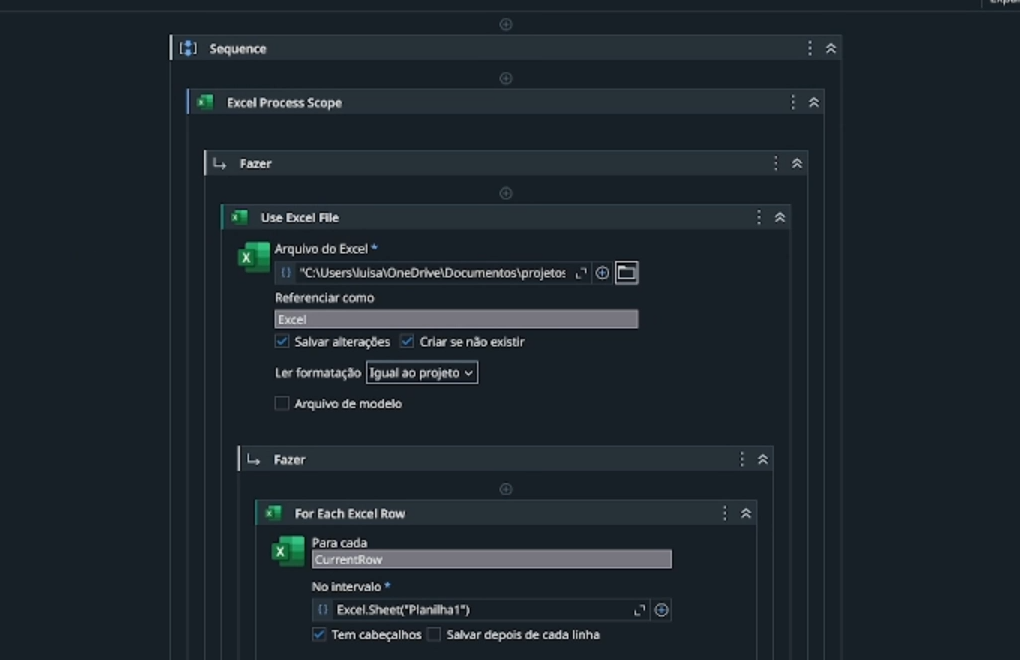 Sequence
Excel Process Scope
Fazer
Use Excel File
Arquivo do Excel *
"C:\Users\luisa\OneDrive\Documentos\projetos
Referenciar como
Excel
Salvar alterações Criar se não existir
Ler formatação Igual ao projeto
Arquivo de modelo
Fazer
For Each Excel Row
Para cada
CurrentRow
No intervalo *
Excel.Sheet("Planilha1")
Tem cabeçalhos Salvar depois de cada linha